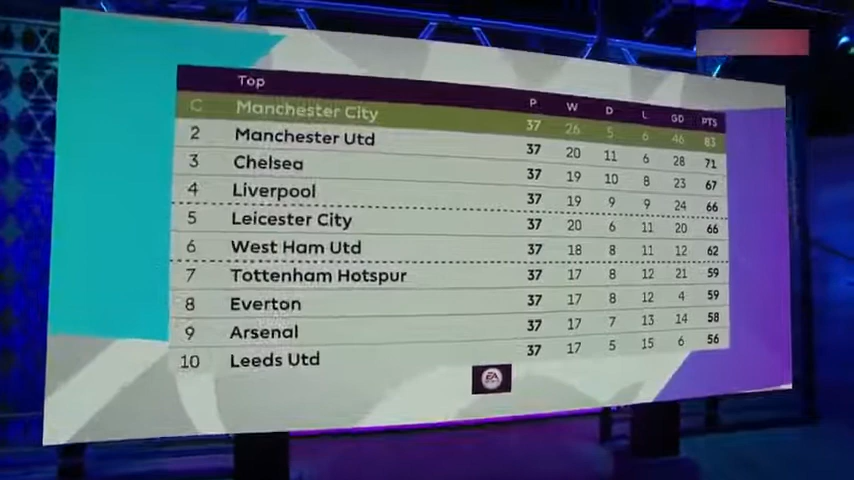 Top P W D L GD PTS
C Manchester City 37 26 5 6 46 83
2 Manchester Utd 37 20 11 6 28 71
3 Chelsea 37 19 10 8 23 67
4 Liverpool 37 19 9 9 24 66
5 Leicester City 37 20 6 11 20 66
6 West Ham Utd 37 18 8 11 12 62
7 Tottenham Hotspur 37 17 8 12 21 59
8 Everton 37 17 8 12 4 59
9 Arsenal 37 17 7 13 14 58
10 Leeds Utd 37 17 5 15 6 56
EA